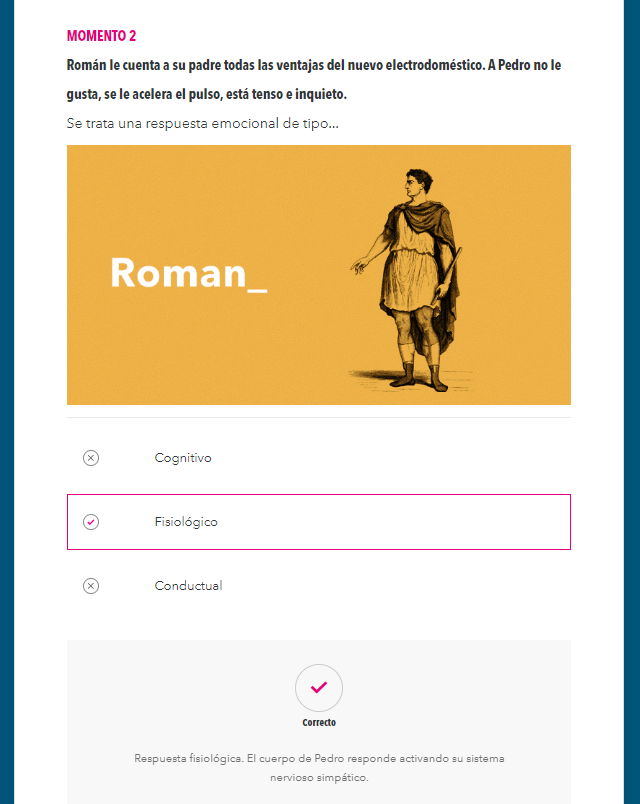 MOMENTO 2
Román le cuenta a su padre todas las ventajas del nuevo electrodoméstico. A Pedro no le
gusta, se le acelera el pulso, está tenso e inquieto.
Se trata una respuesta emocional de tipo...
Roman_
Cognitivo
Fisiológico
Conductual
Correcto
Respuesta fisiológica. El cuerpo de Pedro responde activando su sistema
nervioso simpático.